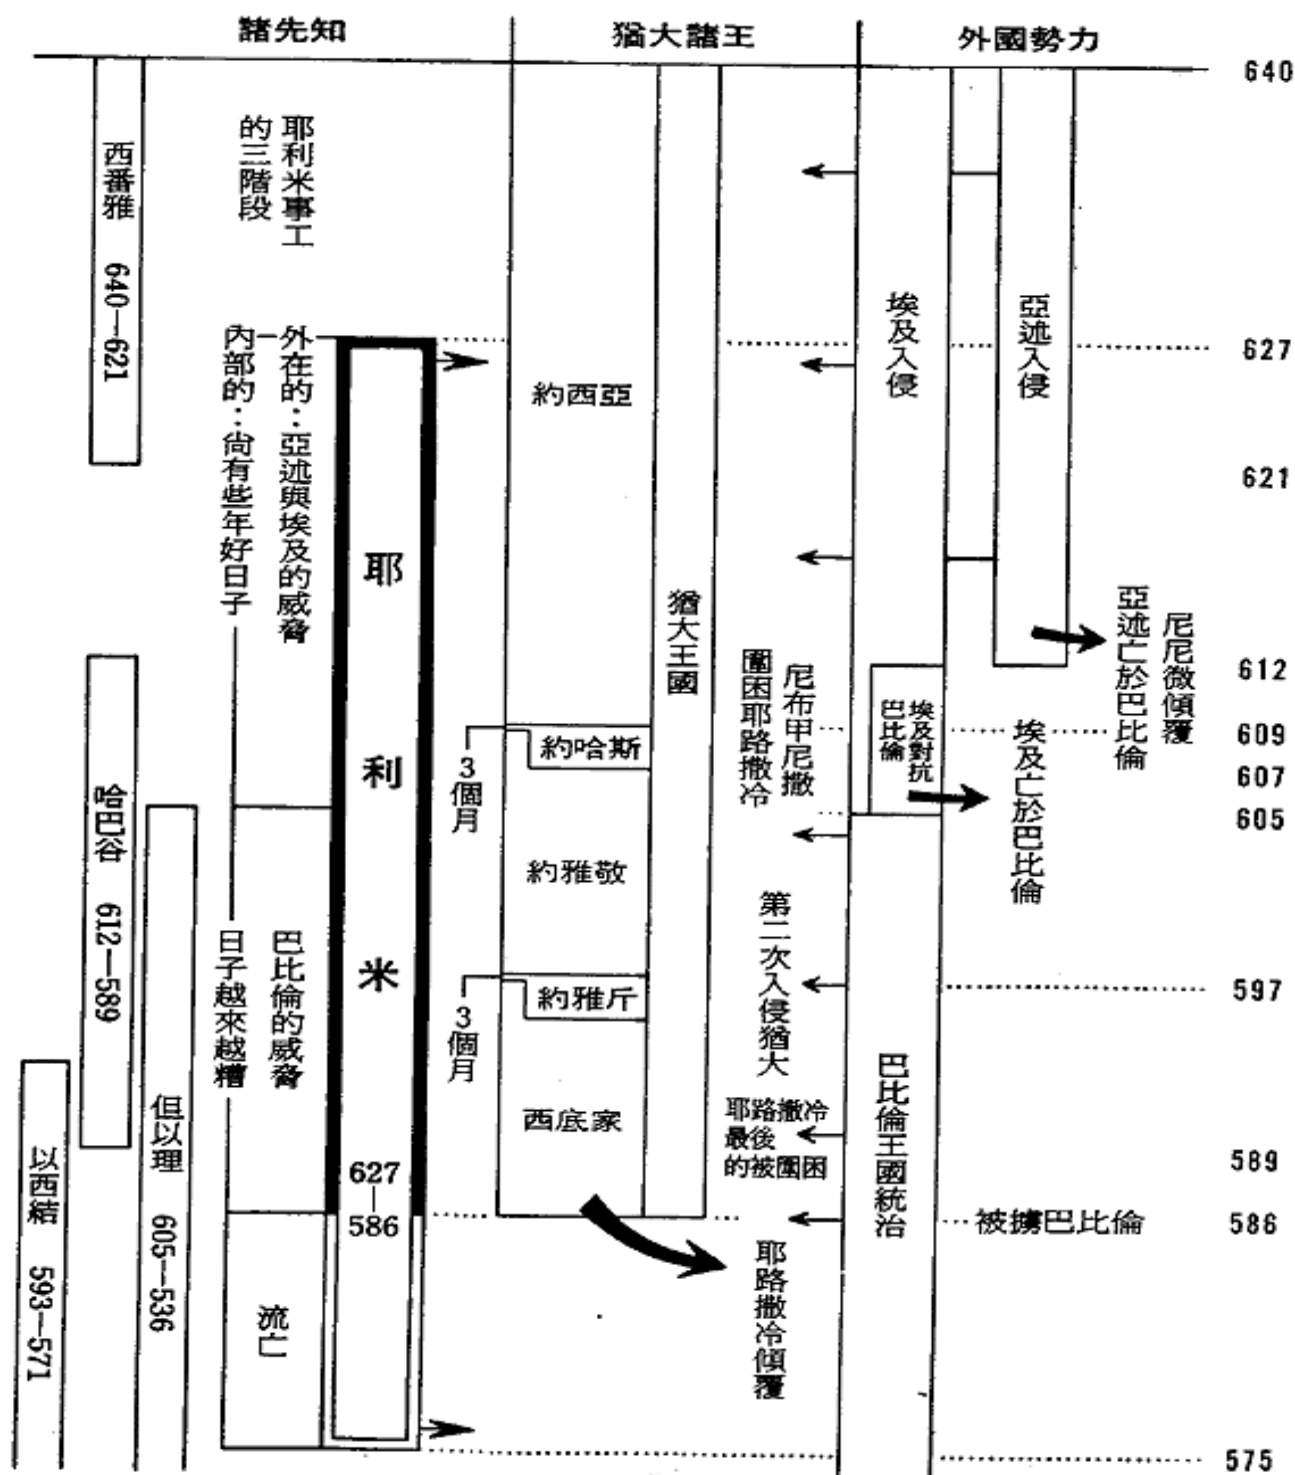 諸先知
猶大諸王
外國勢力
640
627
621
612
609
607
605
597
589
586
575
西番雅 640—621
哈巴谷 612—589
但以理 605—536
以西結 593—571
耶利米事工
的三階段
外在的：亞述與埃及的威脅
內部的：尚有些年好日子
巴比倫的威脅
日子越來越糟
流亡
耶利米
627
—
586
約西亞
約哈斯
3個月
約雅敬
約雅斤
3個月
西底家
猶大王國
尼布甲尼撒
圍困耶路撒冷
第二次入侵猶大
耶路撒冷
最後
的被圍困
耶路撒冷傾覆
埃及入侵
亞述入侵
埃及對抗
巴比倫
巴比倫王國統治
尼尼微傾覆
亞述亡於巴比倫
埃及亡於巴比倫
被擄巴比倫